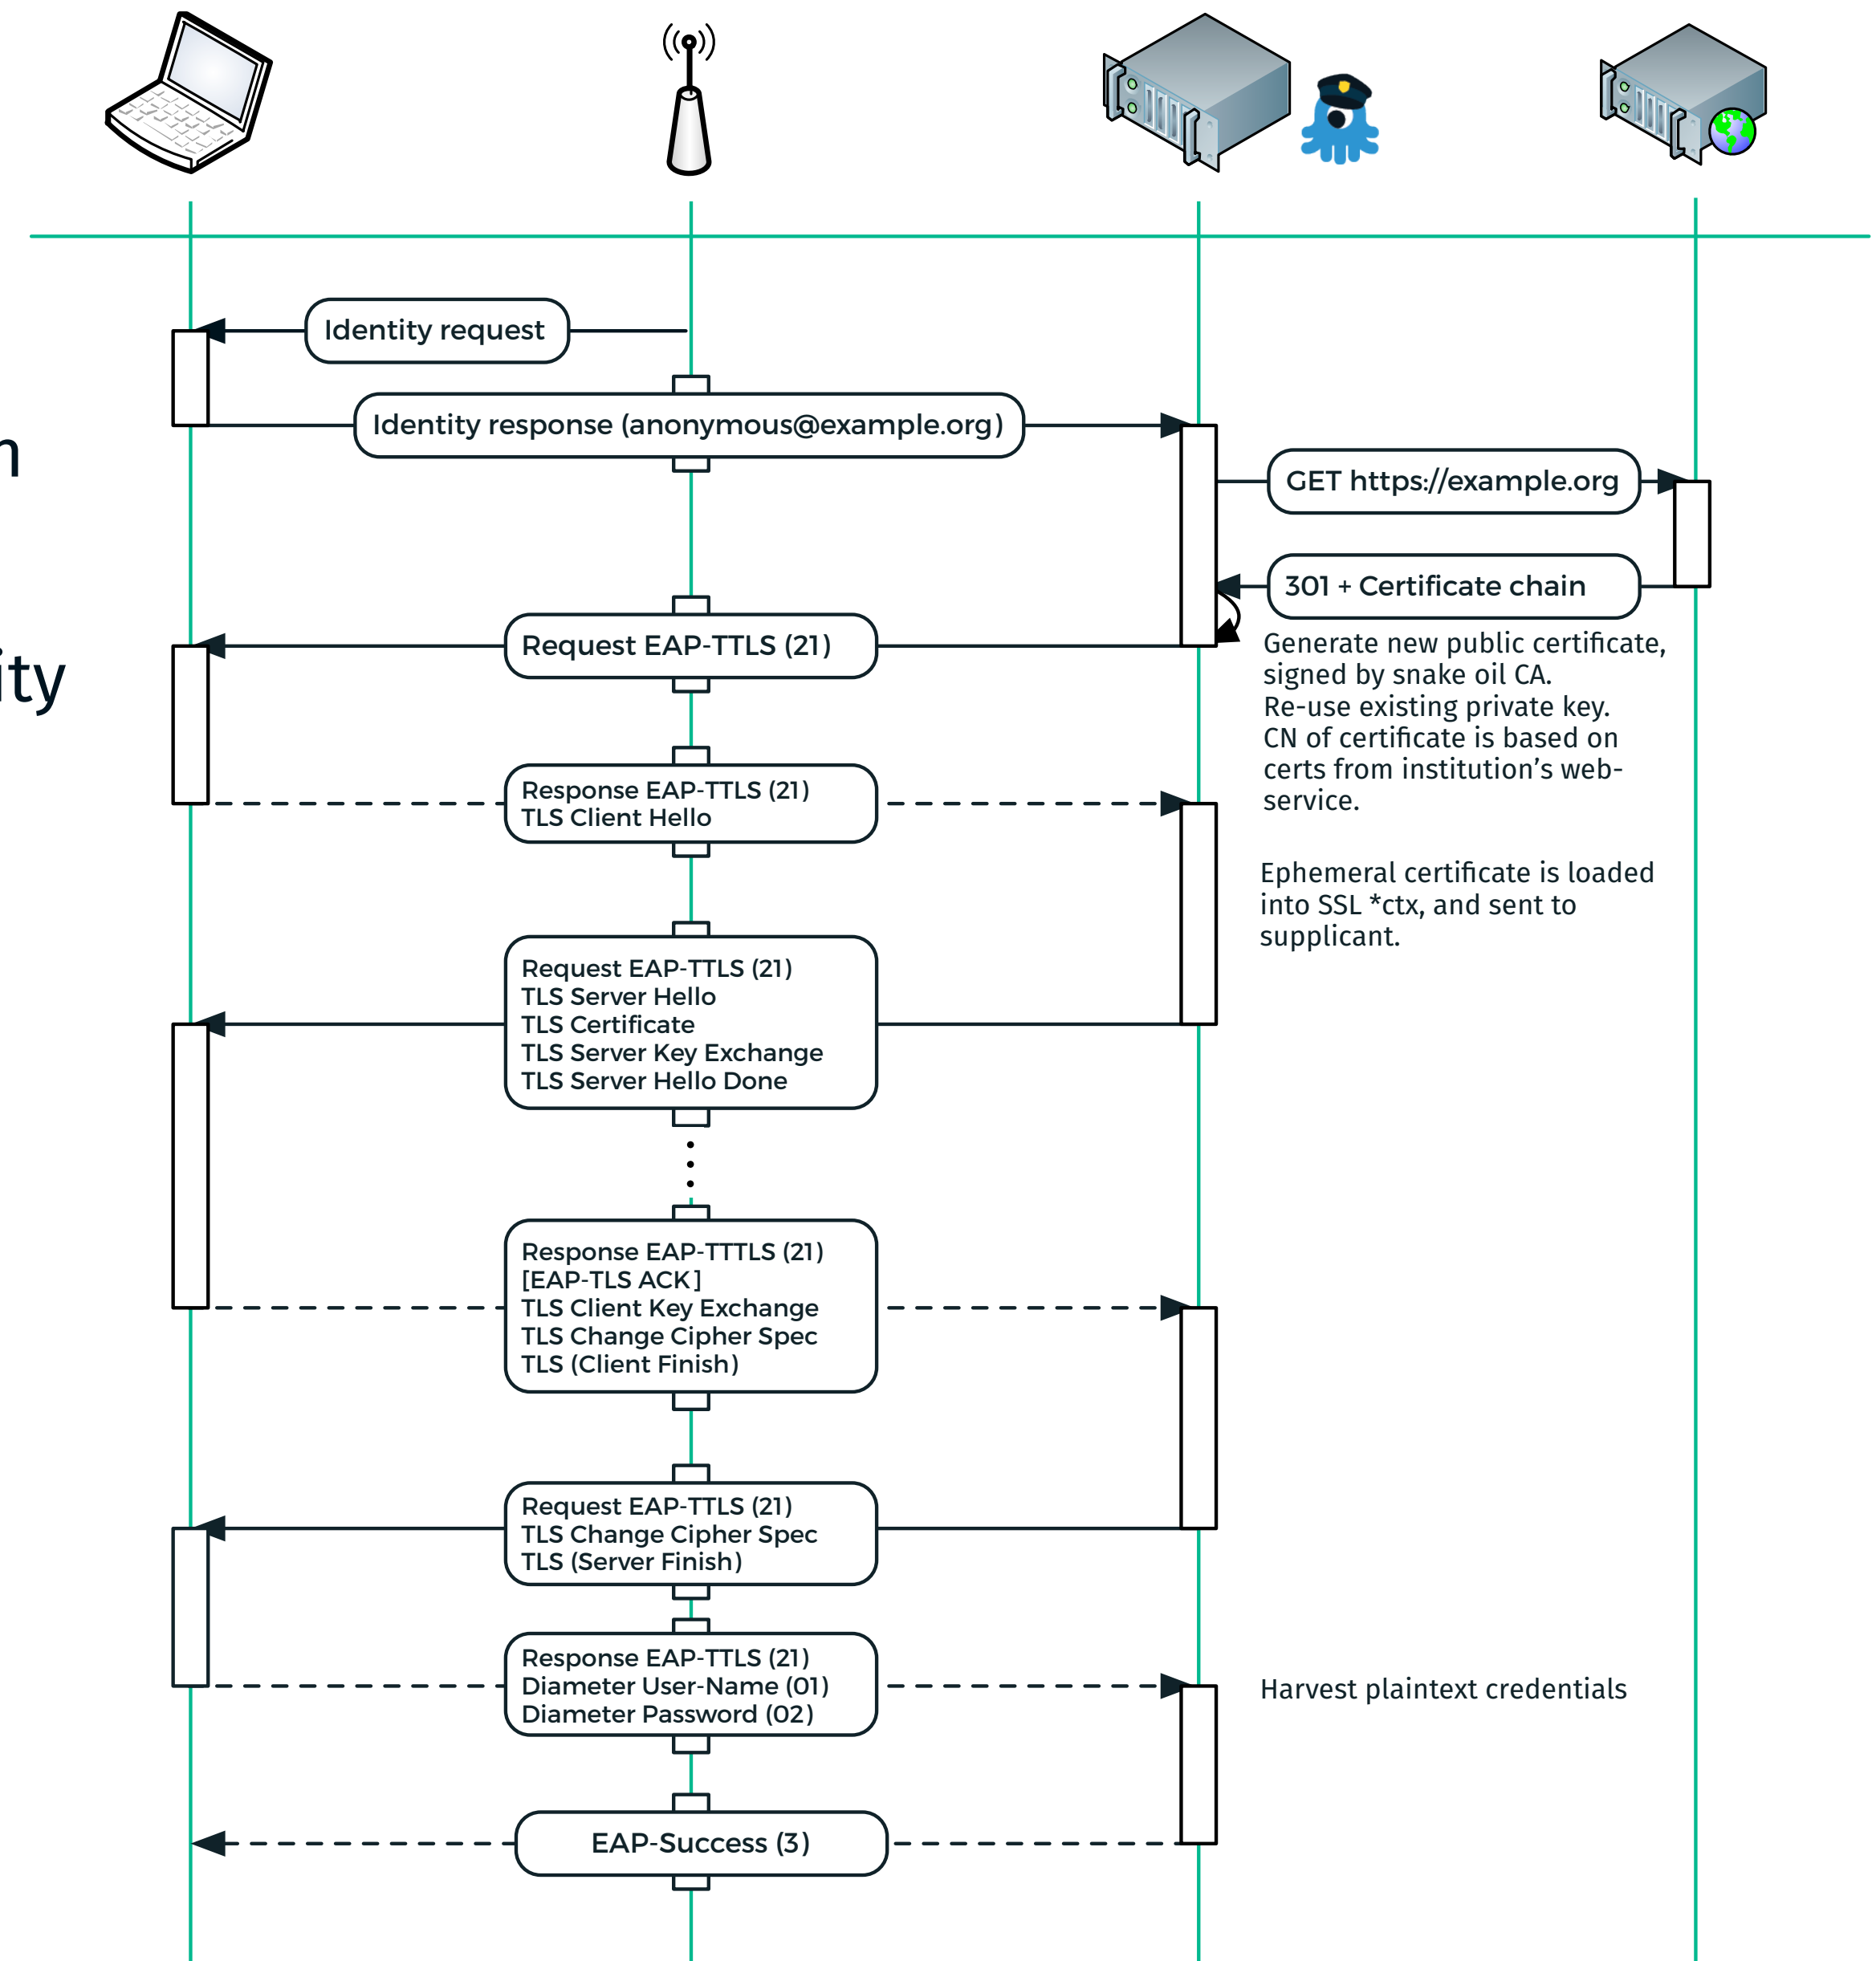 Identity request
Identity response (anonymous@example.org)
n
GET https://example.org
301 + Certificate chain
Request EAP-TTLS (21)
Generate new public certificate,
signed by snake oil CA.
Re-use existing private key.
CN of certificate is based on
certs from institution's web-
service.
ity
Response EAP-TTLS (21)
TLS Client Hello
Ephemeral certificate is loaded
into SSL *ctx, and sent to
supplicant.
Request EAP-TTLS (21)
TLS Server Hello
TLS Certificate
TLS Server Key Exchange
TLS Server Hello Done
Response EAP-TTTLS (21)
[EAP-TLS ACK]
TLS Client Key Exchange
TLS Change Cipher Spec
TLS (Client Finish)
Request EAP-TTLS (21)
TLS Change Cipher Spec
TLS (Server Finish)
Response EAP-TTLS (21)
Diameter User-Name (01)
Diameter Password (02)
Harvest plaintext credentials
EAP-Success (3)